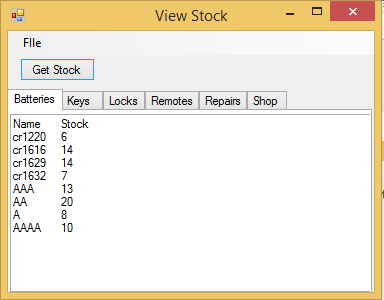 View Stock
FIle
Get Stock
Batteries Keys Locks Remotes Repairs Shop
Name Stock
cr1220 6
cr1616 14
cr1629 14
cr1632 7
AAA 13
AA 20
A 8
AAAA 10